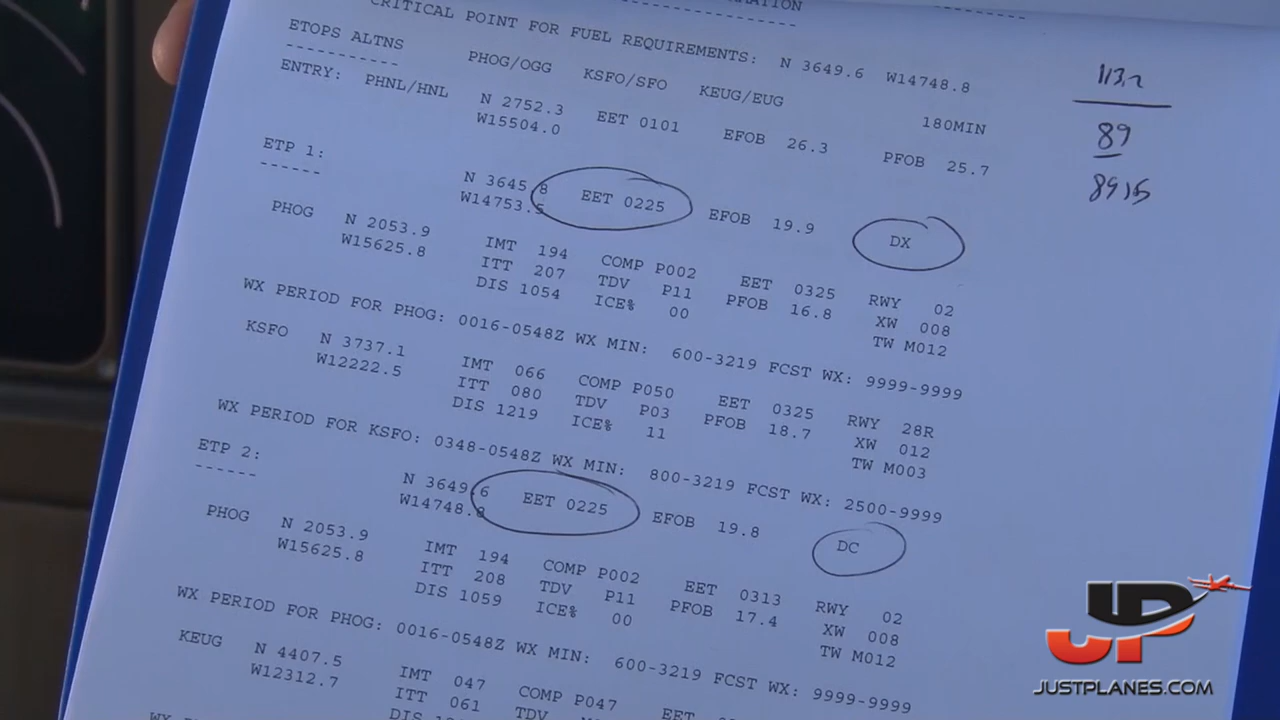 CRITICAL POINT FOR FUEL REQUIREMENTS: N 3649.6 W14748.8
ETOPS ALTNS PHOG/OGG KSFO/SFO KEUG/EUG
ENTRY: PHNL/HNL N 2752.3 EET 0101 EFOB 26.3 180MIN
W15504.0 PFOB 25.7
ETP 1: N 3645.8 EET 0225 EFOB 19.9 DX
W14753.5
PHOG N 2053.9 IMT 194 COMP P002 EET 0325 RWY 02
W15625.8 ITT 207 TDV P11 PFOB 16.8 XW 008
DIS 1054 ICE% 00 TW M012
WX PERIOD FOR PHOG: 0016-0548Z WX MIN: 600-3219 FCST WX: 9999-9999
KSFO N 3737.1 IMT 066 COMP P050 EET 0325 RWY 28R
W12222.5 ITT 080 TDV P03 PFOB 18.7 XW 012
DIS 1219 ICE% 11 TW M003
WX PERIOD FOR KSFO: 0348-0548Z WX MIN: 800-3219 FCST WX: 2500-9999
ETP 2: N 3649.6 EET 0225 EFOB 19.8 DC
W14748.8
PHOG N 2053.9 IMT 194 COMP P002 EET 0313 RWY 02
W15625.8 ITT 208 TDV P11 PFOB 17.4 XW 008
DIS 1059 ICE% 00 TW M012
WX PERIOD FOR PHOG: 0016-0548Z WX MIN: 600-3219 FCST WX: 9999-9999
KEUG N 4407.5 IMT 047 COMP P047 EET
W12312.7 ITT 061 TDV
DIS
113.2
89
JP
JUSTPLANES.COM